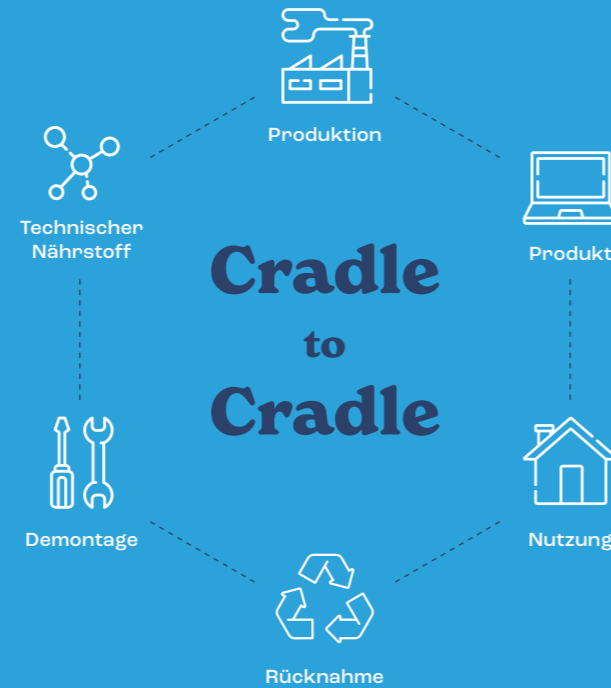 Produktion
Technischer
Nährstoff
Produkt
Cradle
to
Cradle
Demontage
Nutzung
Rücknahme